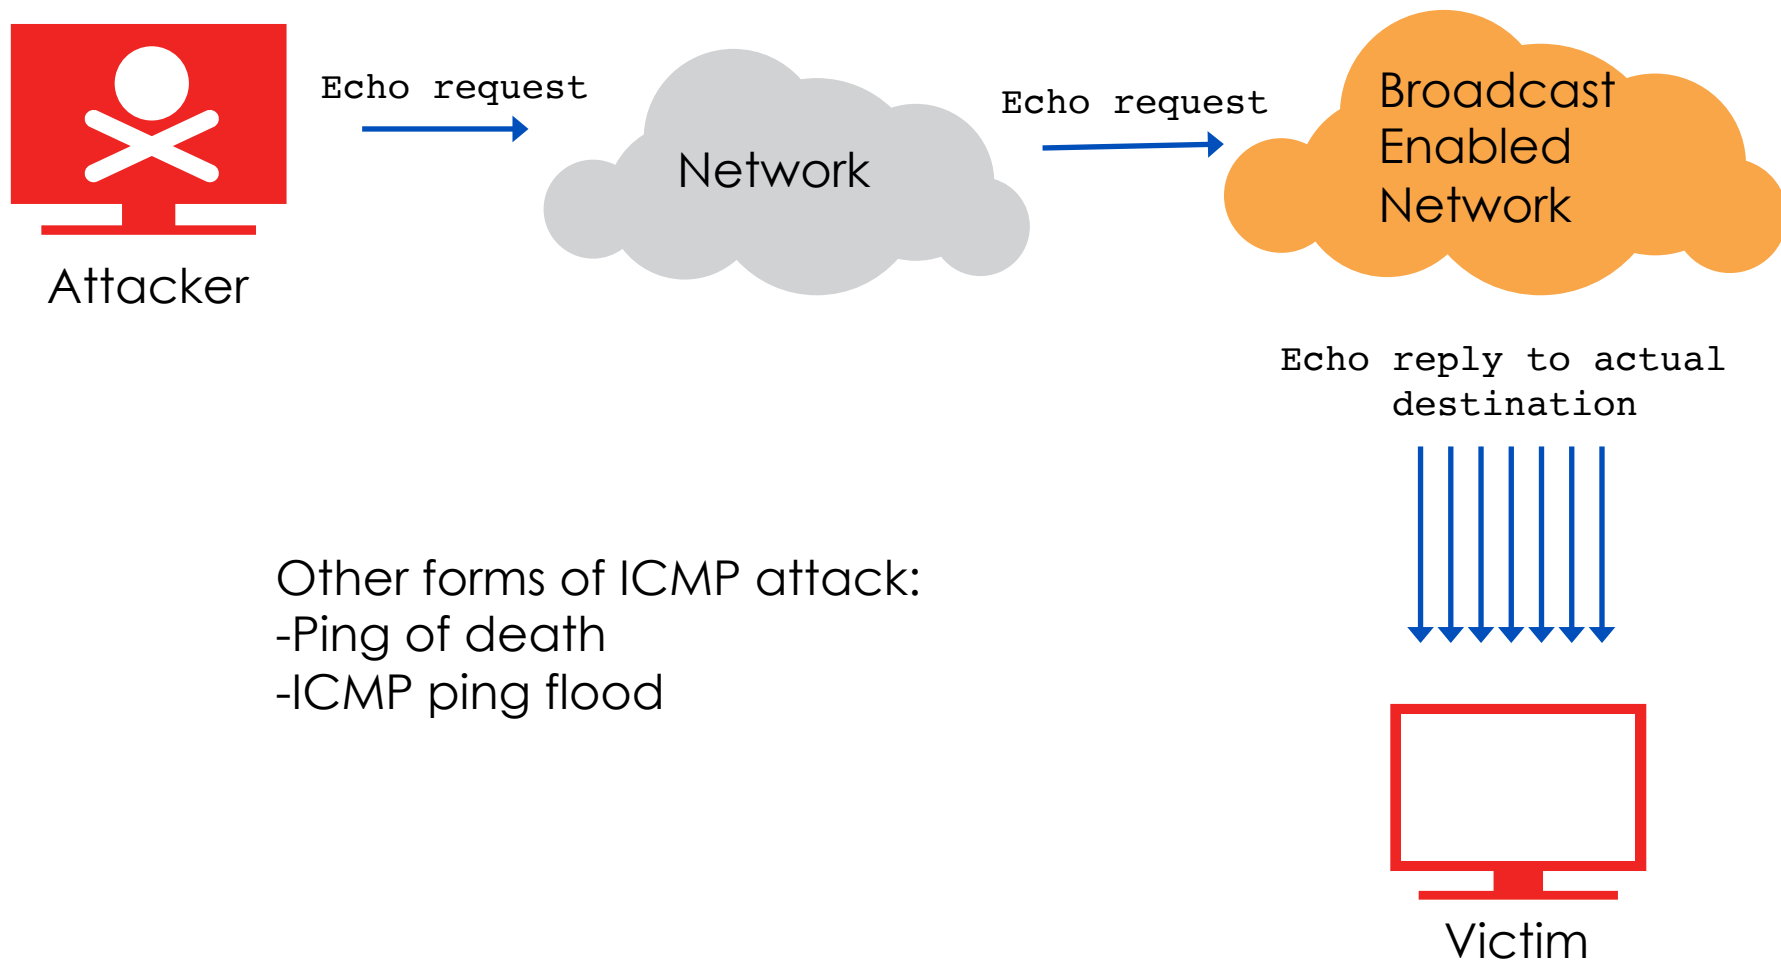 Echo request
Echo request
Broadcast
Enabled
Network
Network
Attacker
Echo reply to actual
destination
Other forms of ICMP attack:
-Ping of death
-ICMP ping flood
Victim